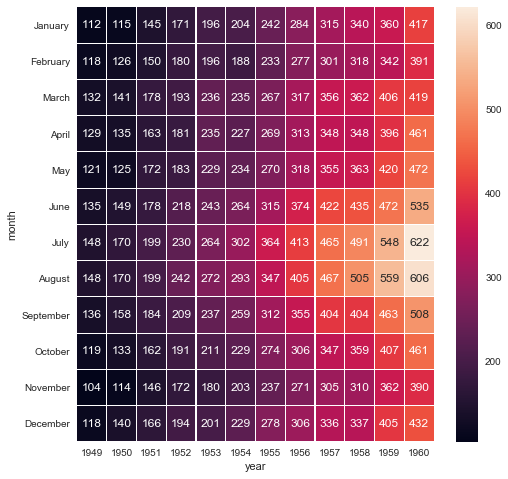 January 112 115 145 171 196 204 242 284 315 340 360 417
February 118 126 150 180 196 188 233 277 301 318 342 391
March 132 141 178 193 236 235 267 317 356 362 406 419
April 129 135 163 181 235 227 269 313 348 348 396 461
May 121 125 172 183 229 234 270 318 355 363 420 472
June 135 149 178 218 243 264 315 374 422 435 472 535
July 148 170 199 230 264 302 364 413 465 491 548 622
August 148 170 199 242 272 293 347 405 467 505 559 606
September 136 158 184 209 237 259 312 355 404 404 463 508
October 119 133 162 191 211 229 274 306 347 359 407 461
November 104 114 146 172 180 203 237 271 305 310 362 390
December 118 140 166 194 201 229 278 306 336 337 405 432
1949 1950 1951 1952 1953 1954 1955 1956 1957 1958 1959 1960
year
month
600
500
400
300
200